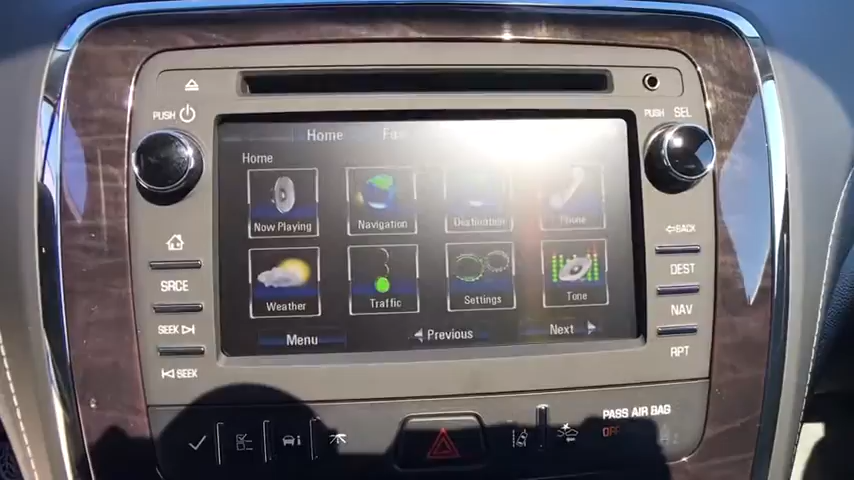 PUSH
PUSH SEL
Home Fa
Home
Now Playing Navigation Destination Phone
Weather Traffic Settings Tone
Menu Previous Next
SRCE
SEEK
SEEK
BACK
DEST
NAV
RPT
PASS AIR BAG
OFF